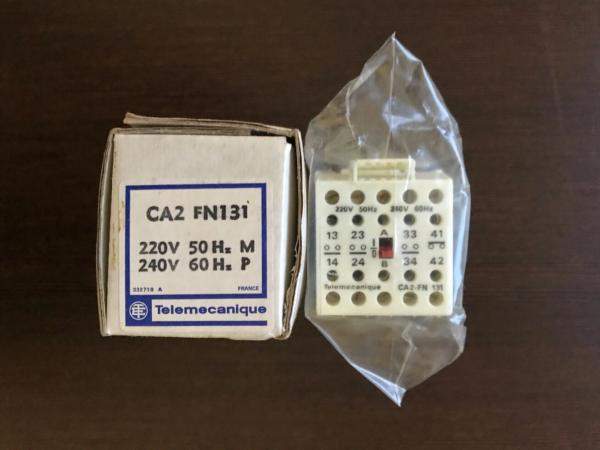 CA2 FN131
220V 50Hz M
240V 60Hz P
FRANCE
Telemecanique
220V 50Hz 240V 60Hz
13 23 A 33 41
14 24 B 34 42
Telemecanique CA2-FN 131